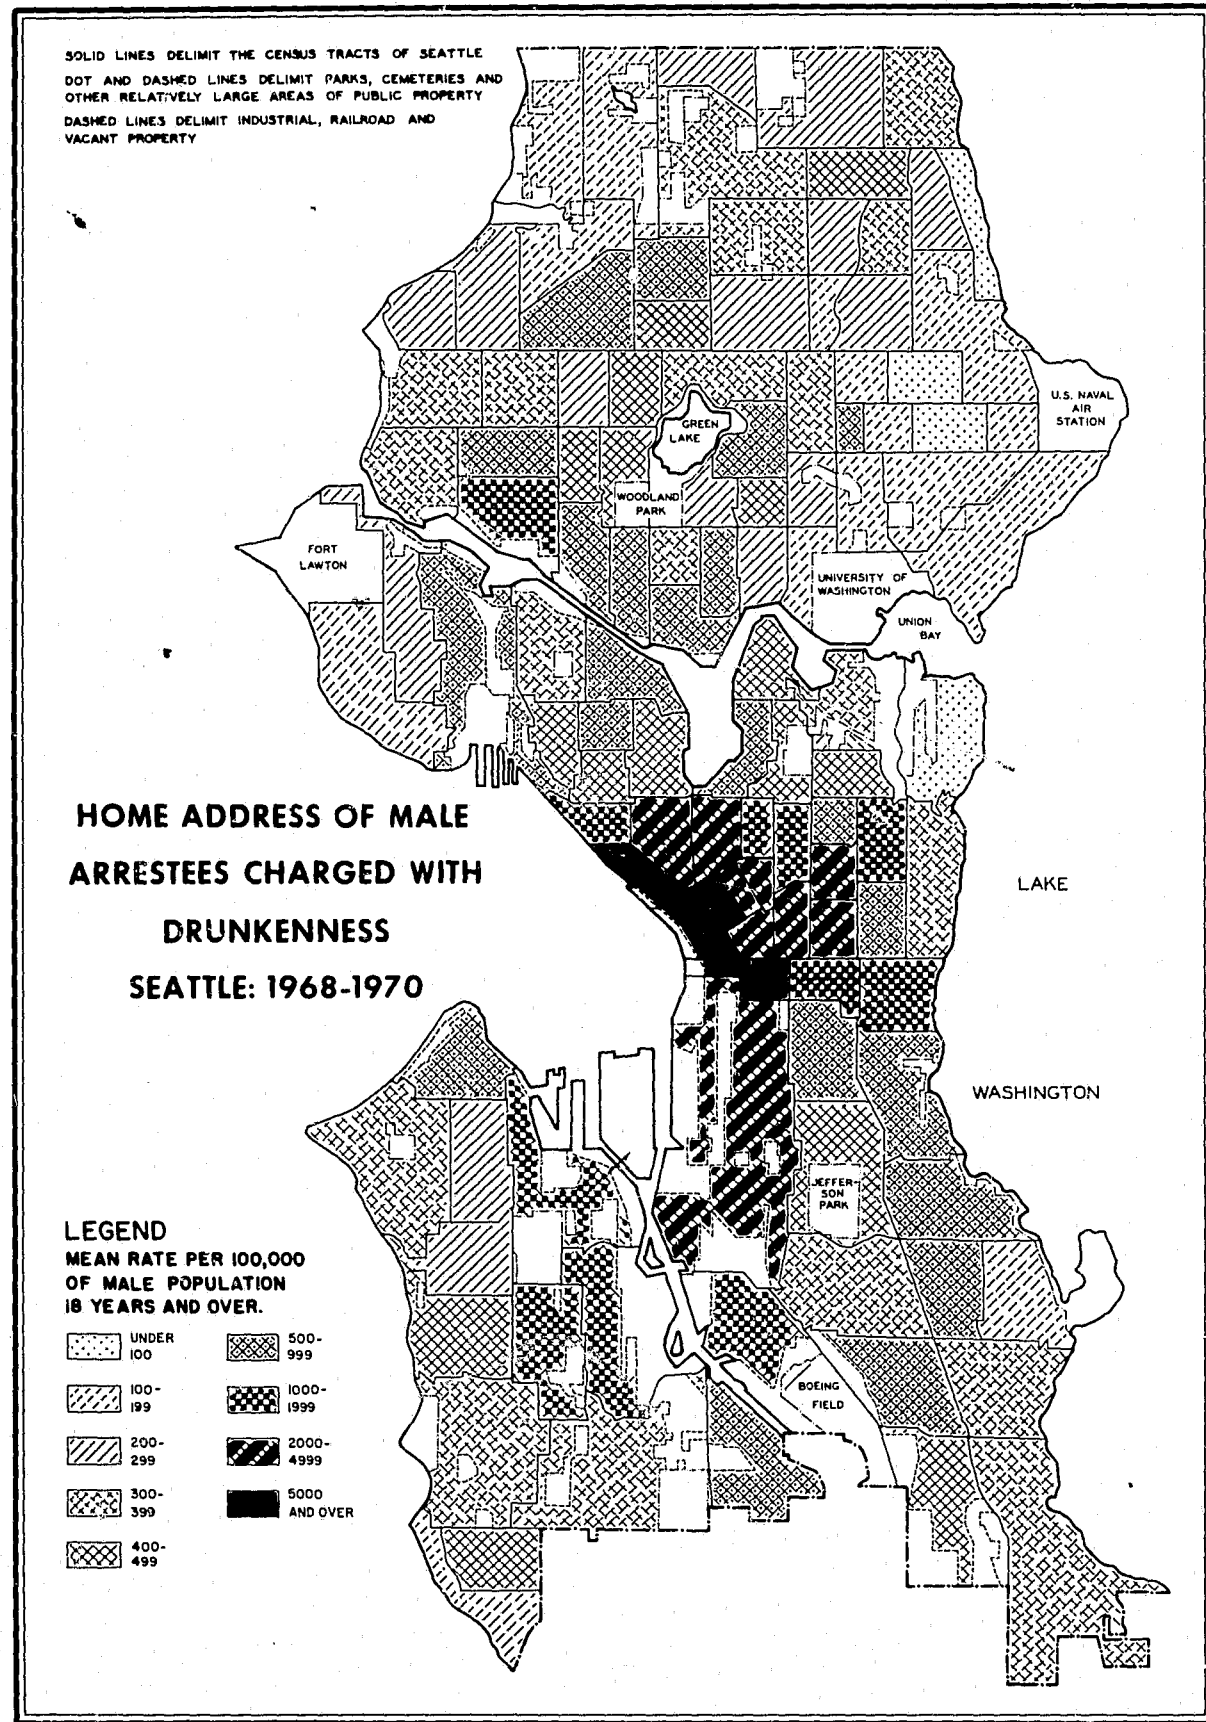 SOLID LINES DELIMIT THE CENSUS TRACTS OF SEATTLE
DOT AND DASHED LINES DELIMIT PARKS, CEMETERIES AND
OTHER RELATIVELY LARGE AREAS OF PUBLIC PROPERTY
DASHED LINES DELIMIT INDUSTRIAL, RAILROAD AND
VACANT PROPERTY
U.S. NAVAL
AIR
STATION
GREEN
LAKE
WOODLAND
PARK
FORT
LAWTON
UNIVERSITY OF
WASHINGTON
UNION
BAY
HOME ADDRESS OF MALE
ARRESTEES CHARGED WITH
DRUNKENNESS
SEATTLE: 1968-1970
LAKE
WASHINGTON
JEFFER-
SON
PARK
BOEING
FIELD
LEGEND
MEAN RATE PER 100,000
OF MALE POPULATION
18 YEARS AND OVER.
UNDER
100
100-
199
200-
299
300-
399
400-
499
500-
999
1000-
1999
2000-
4999
5000
AND OVER